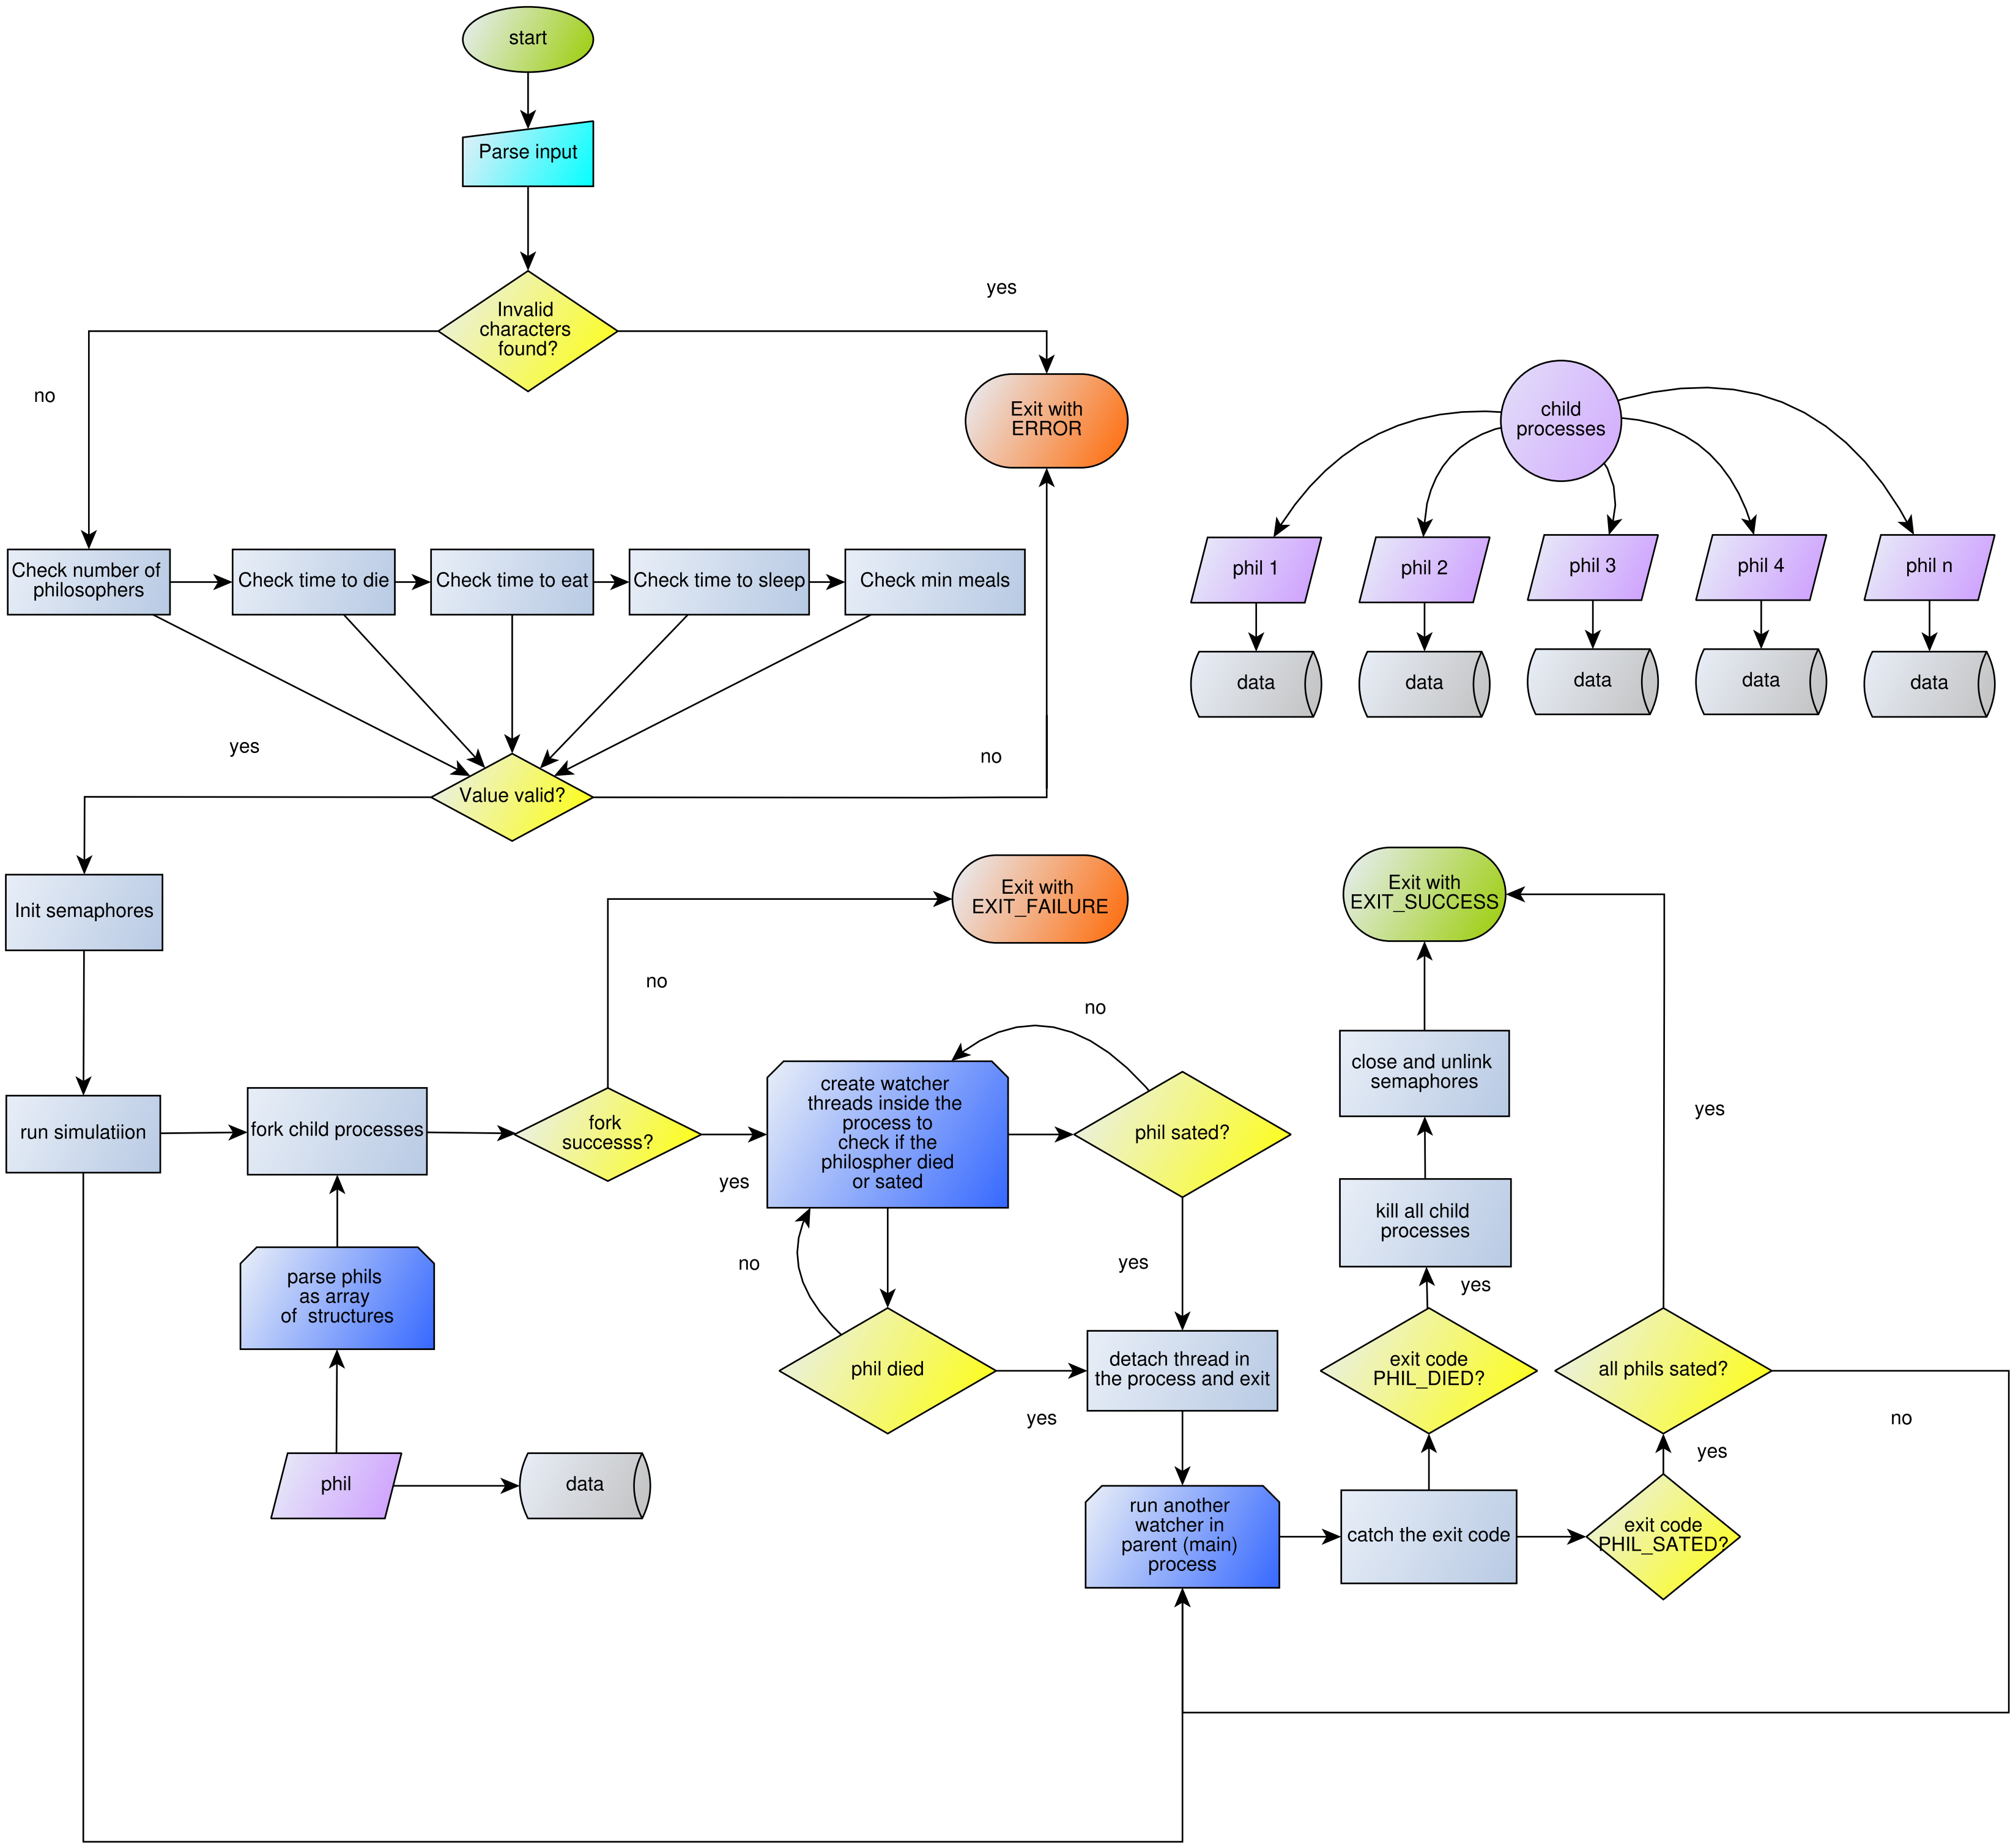 start
Parse input
Invalid
characters
found?
yes
no
Exit with
ERROR
child
processes
Check number of
philosophers
Check time to die
Check time to eat
Check time to sleep
Check min meals
phil 1
phil 2
phil 3
phil 4
phil n
data
data
data
data
data
yes
no
Value valid?
Init semaphores
Exit with
EXIT_FAILURE
Exit with
EXIT_SUCCESS
no
no
run simulatiion
fork child processes
fork
successs?
yes
create watcher
threads inside the
process to
check if the
philospher died
or sated
phil sated?
close and unlink
semaphores
yes
kill all child
processes
parse phils
as array
of  structures
no
yes
yes
phil died
yes
detach thread in
the process and exit
exit code
PHIL_DIED?
all phils sated?
no
yes
phil
data
run another
watcher in
parent (main)
process
catch the exit code
exit code
PHIL_SATED?